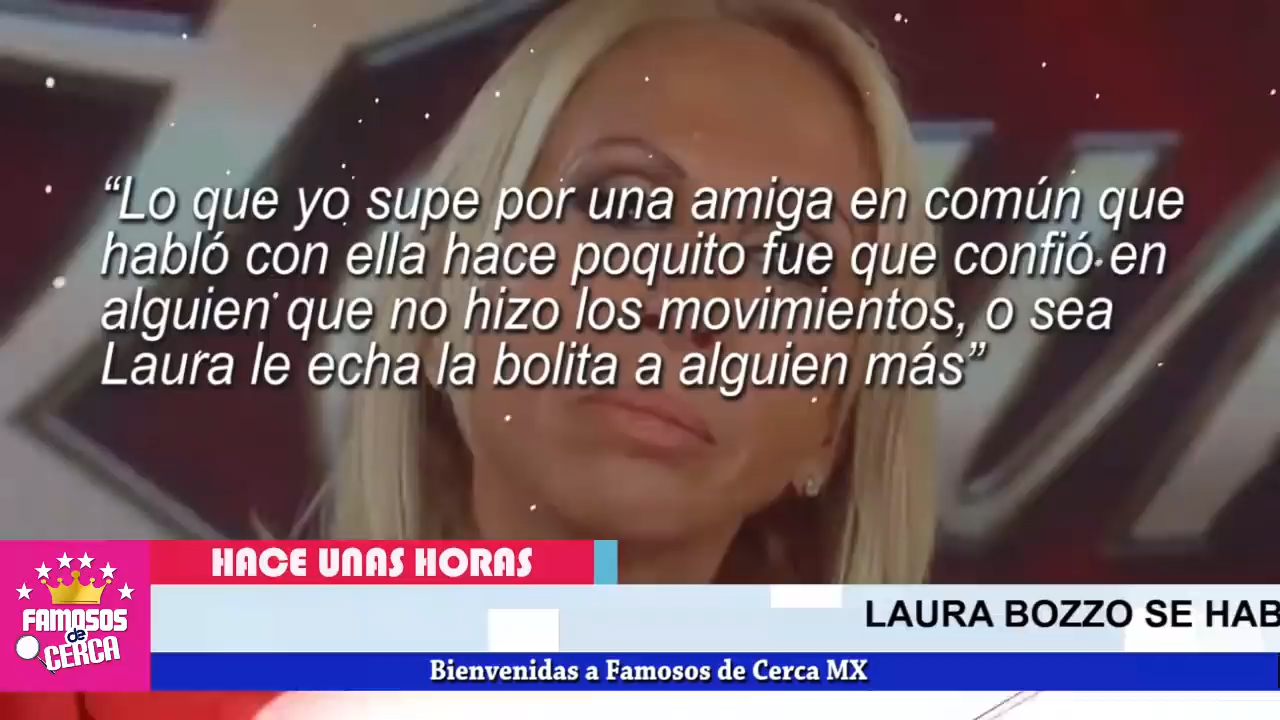 “Lo que yo supe por una amiga en común que
habló con ella hace poquito fue que confió en
alguien que no hizo los movimientos, o sea
Laura le echa la bolita a alguien más”
HACE UNAS HORAS
FAMOSOS
de
CERCA
LAURA BOZZO SE HAB
Bienvenidas a Famosos de Cerca MX